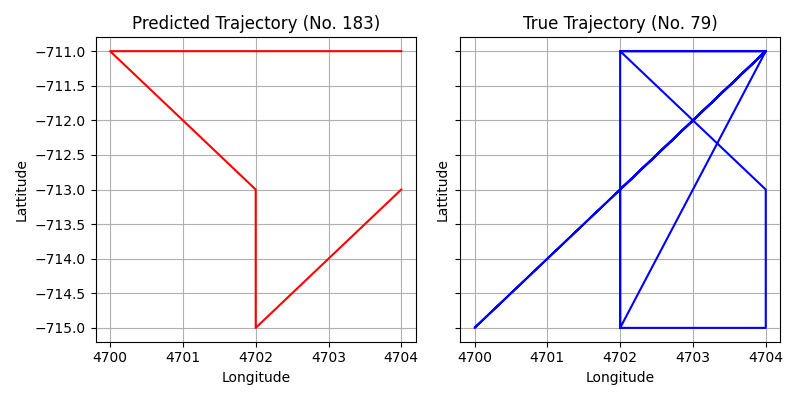 Predicted Trajectory (No. 183)
True Trajectory (No. 79)
−711.0
−711.5
−712.0
−712.5
−713.0
−713.5
−714.0
−714.5
−715.0
Lattitude
Lattitude
4700 4701 4702 4703 4704
4700 4701 4702 4703 4704
Longitude
Longitude